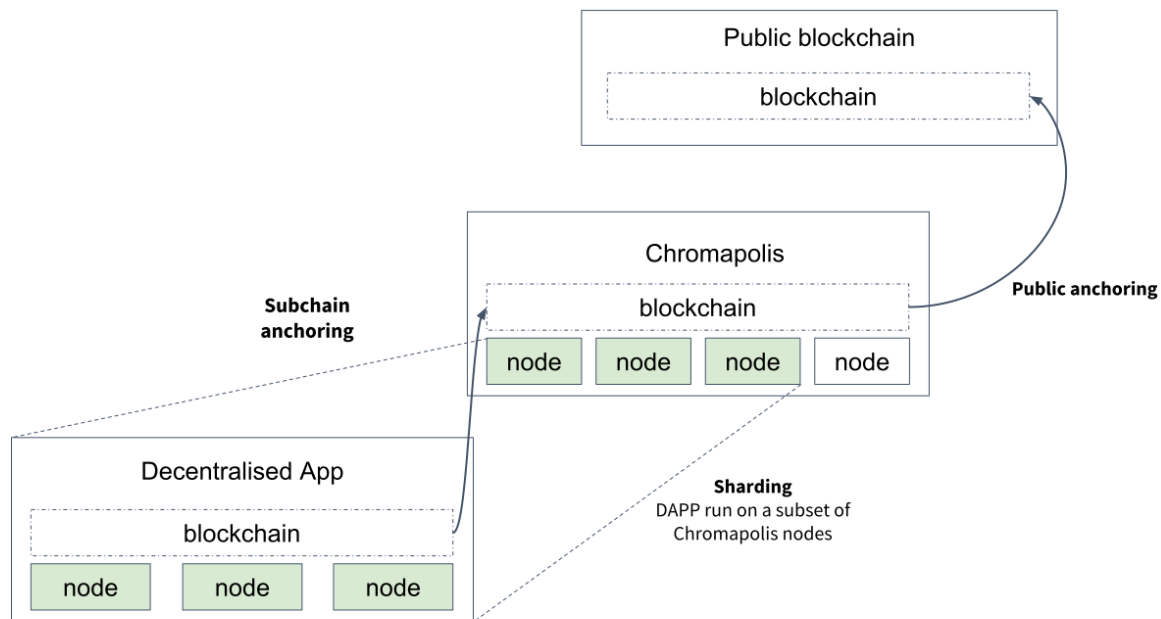 Public blockchain
blockchain
Chromapolis
blockchain
Public anchoring
Subchain
anchoring
node node node node
Decentralised App
blockchain
node node node
Sharding
DAPP run on a subset of
Chromapolis nodes